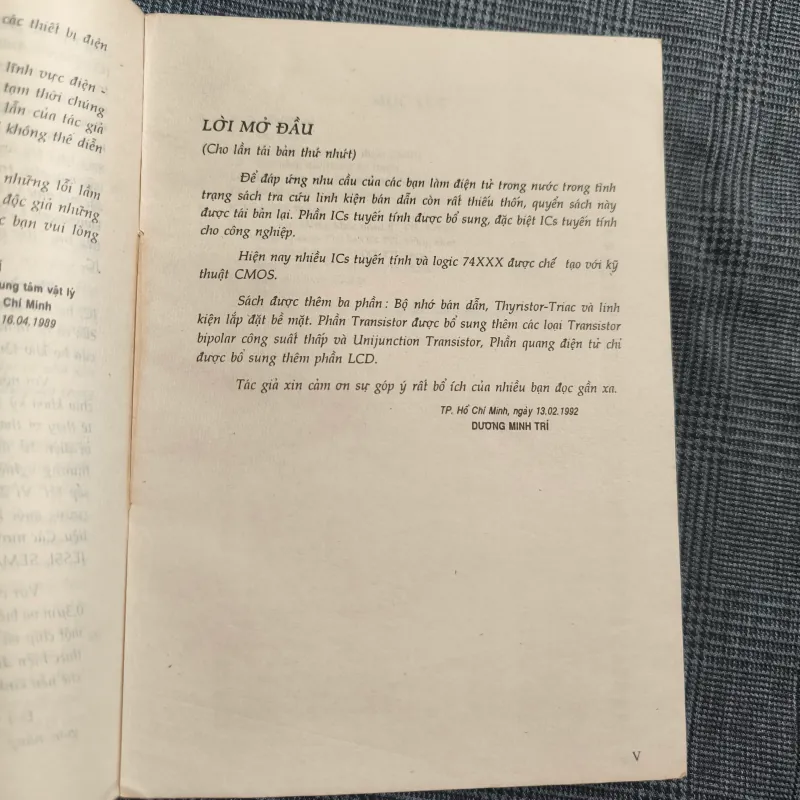 các thiết bị điện
lĩnh vực điện -
tạm thời chúng
lẫn của tác giả
không thể diễn
những lỗi lầm
độc giả những
bạn vui lòng
tâm vật lý
Chí Minh
16.04.1989
LỜI MỞ ĐẦU
(Cho lần tái bản thứ nhứt)
Để đáp ứng nhu cầu của các bạn làm điện tử trong nước trong tình
trạng sách tra cứu linh kiện bán dẫn còn rất thiếu thốn, quyển sách này
được tái bản lại. Phần ICs tuyến tính được bổ sung, đặc biệt ICs tuyến tính
cho công nghiệp.
Hiện nay nhiều ICs tuyến tính và logic 74XXX được chế tạo với kỹ
thuật CMOS.
Sách được thêm ba phần: Bộ nhớ bán dẫn, Thyristor-Triac và linh
kiện lắp đặt bề mặt. Phần Transistor được bổ sung thêm các loại Transistor
bipolar công suất thấp và Unijunction Transistor, Phần quang điện tử chỉ
được bổ sung thêm phần LCD.
Tác giả xin cảm ơn sự góp ý rất bổ ích của nhiều bạn đọc gần xa.
TP. Hồ Chí Minh, ngày 13.02.1992
DƯƠNG MINH TRÍ
V